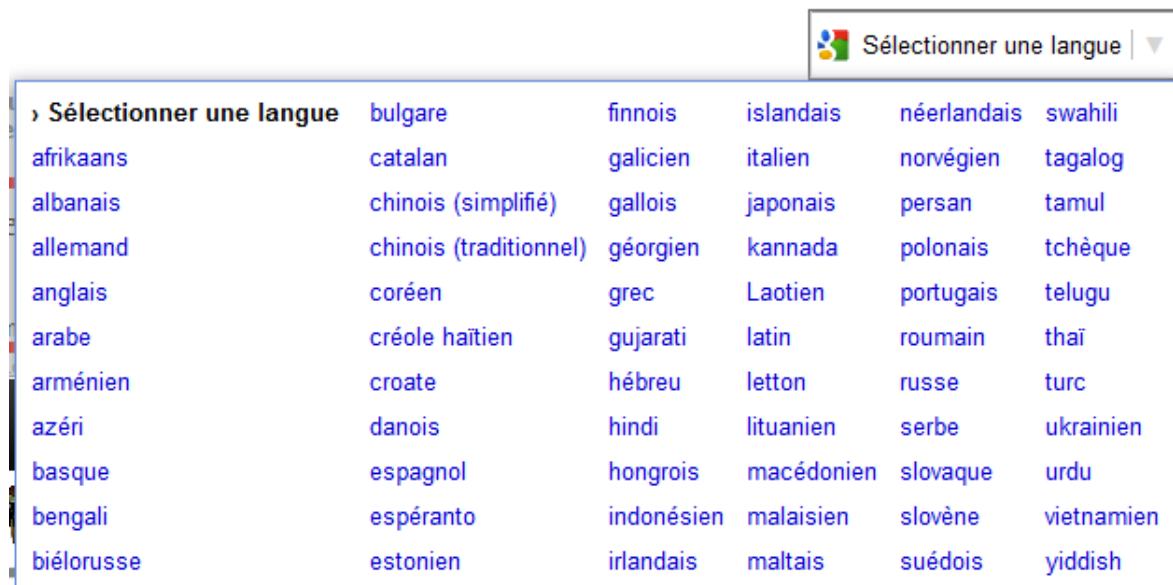 Sélectionner une langue
› Sélectionner une langue bulgare finnois islandais néerlandais swahili
afrikaans catalan galicien italien norvégien tagalog
albanais chinois (simplifié) gallois japonais persan tamul
allemand chinois (traditionnel) géorgien kannada polonais tchèque
anglais coréen grec Laotien portugais telugu
arabe créole haïtien gujarati latin roumain thaï
arménien croate hébreu letton russe turc
azéri danois hindi lituanien serbe ukrainien
basque espagnol hongrois macédonien slovaque urdu
bengali espéranto indonésien malaisien slovène vietnamien
biélorusse estonien irlandais maltais suédois yiddish